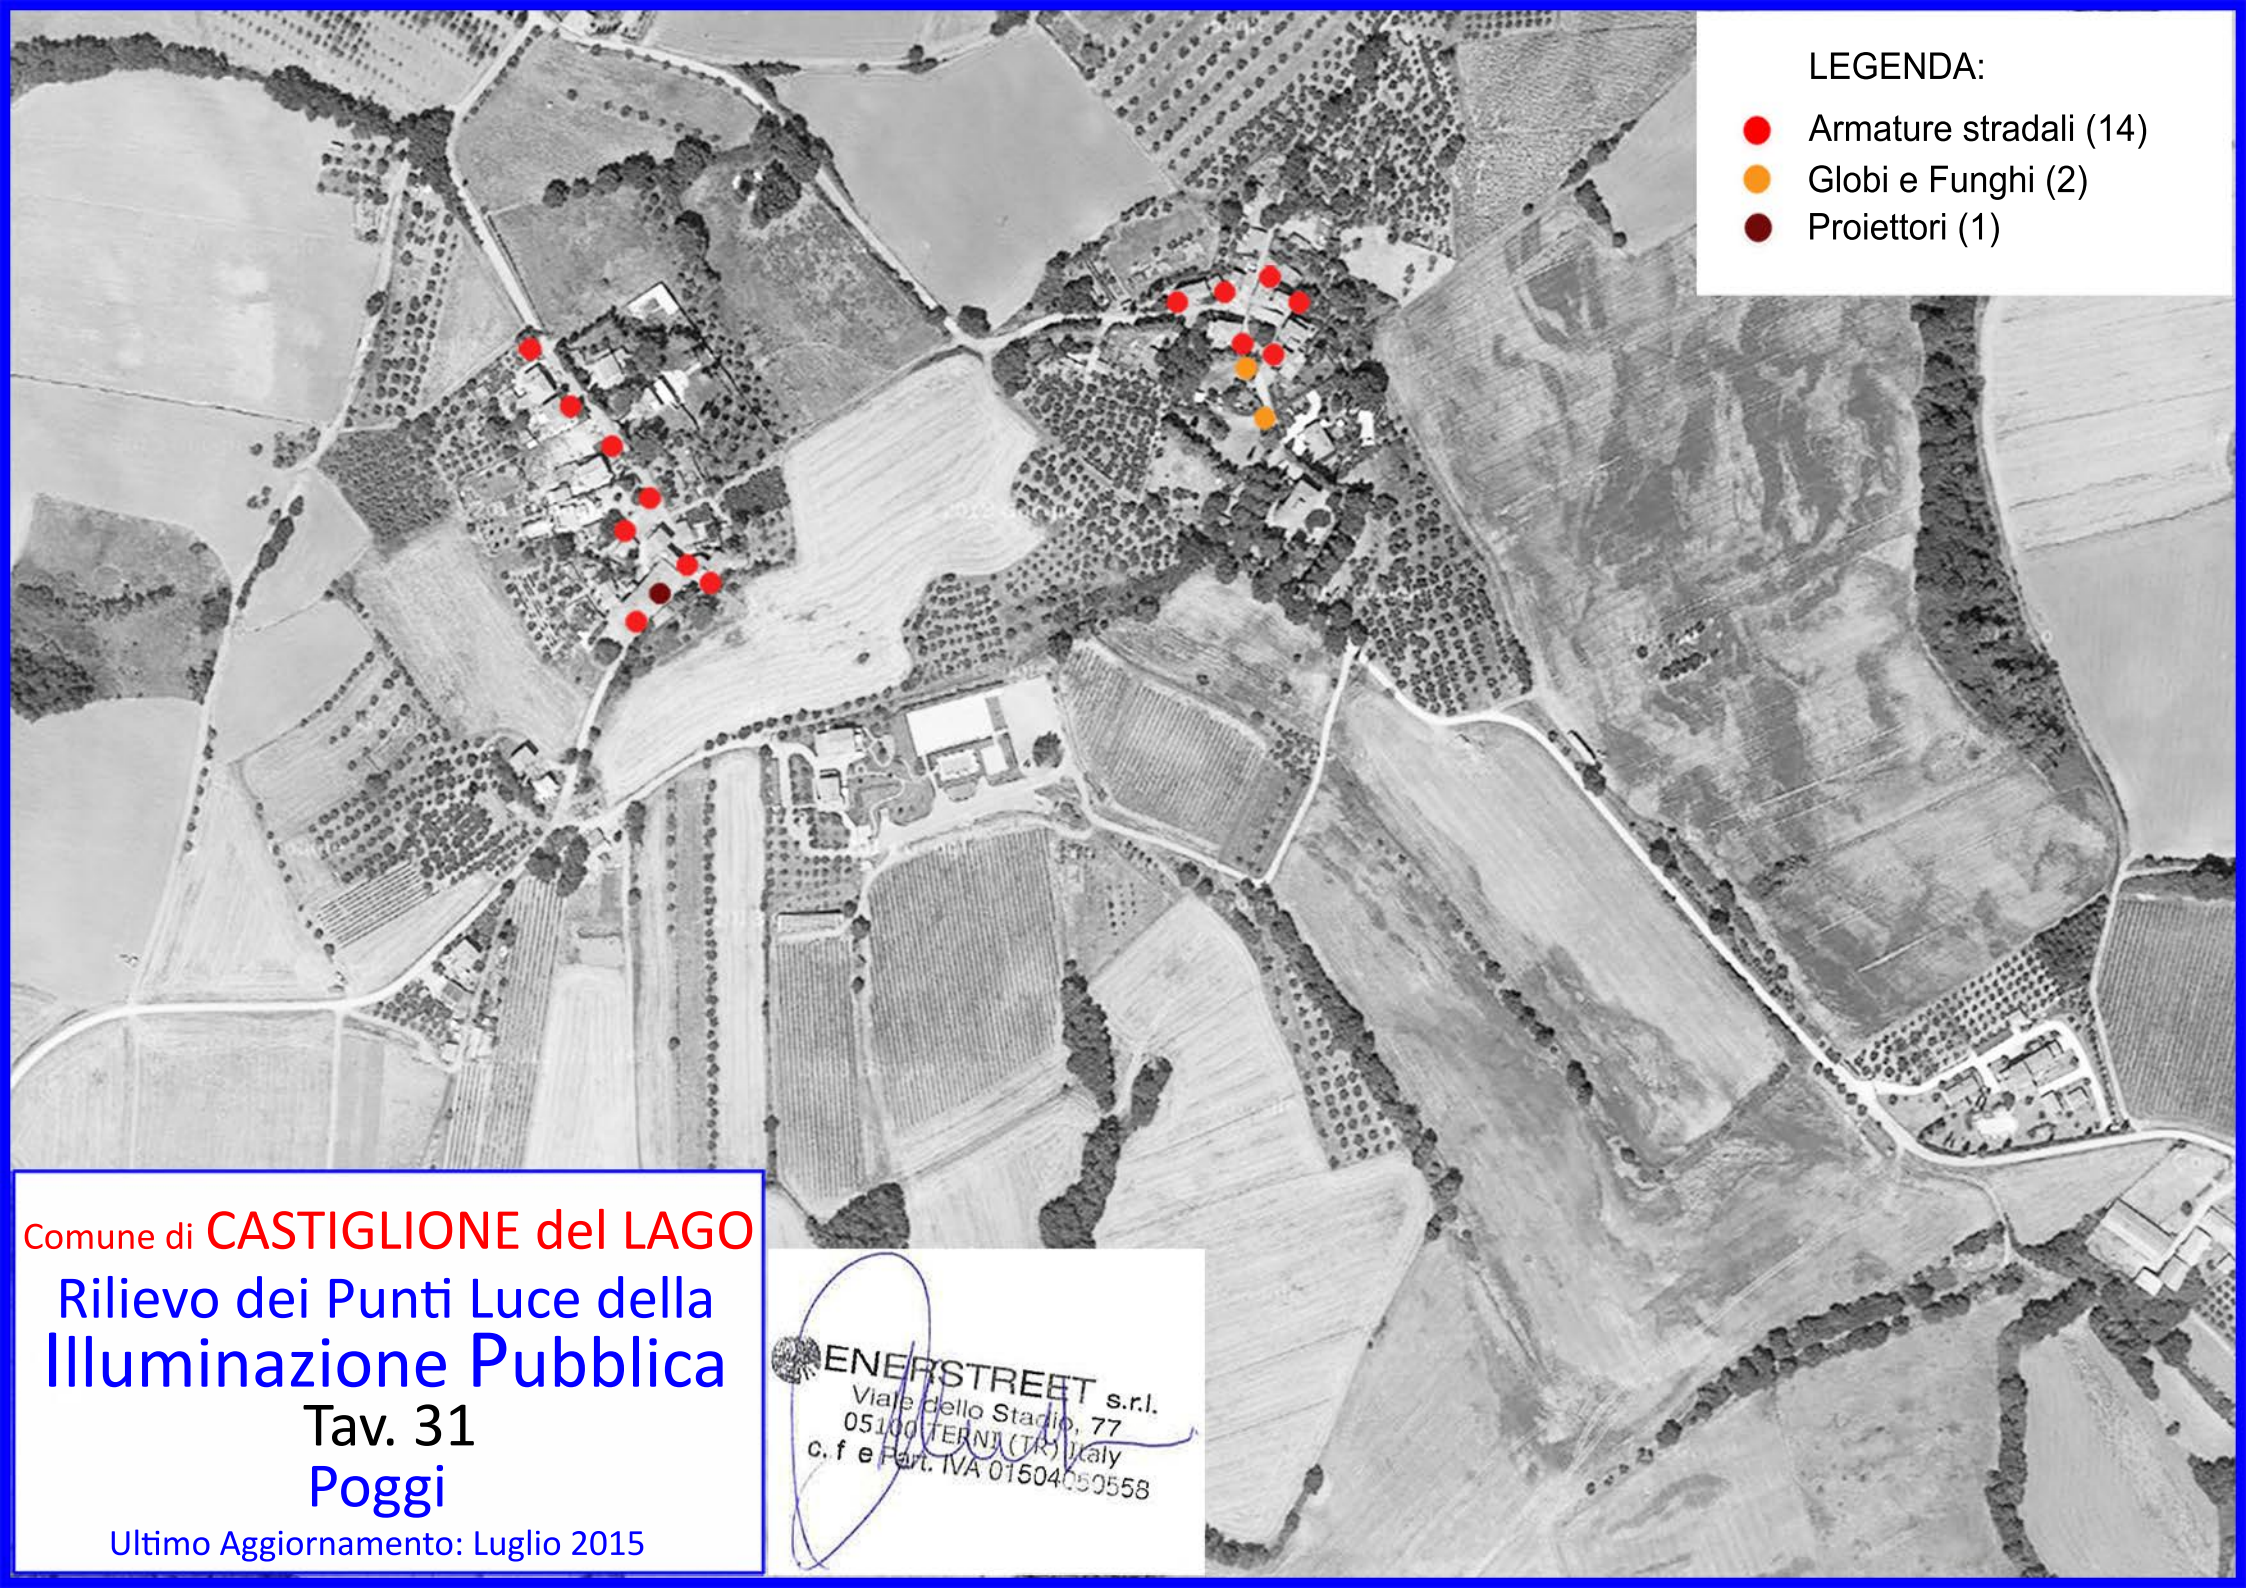 LEGENDA:
Armature stradali (14)
Globi e Funghi (2)
Proiettori (1)
Comune di CASTIGLIONE del LAGO
Rilievo dei Punti Luce della
Illuminazione Pubblica
Tav. 31
Poggi
Ultimo Aggiornamento: Luglio 2015
ENERSTREET s.r.l.
Viale dello Stadio, 77
05100 TERNI (TR) Italy
c. f e Part. IVA 01504050558